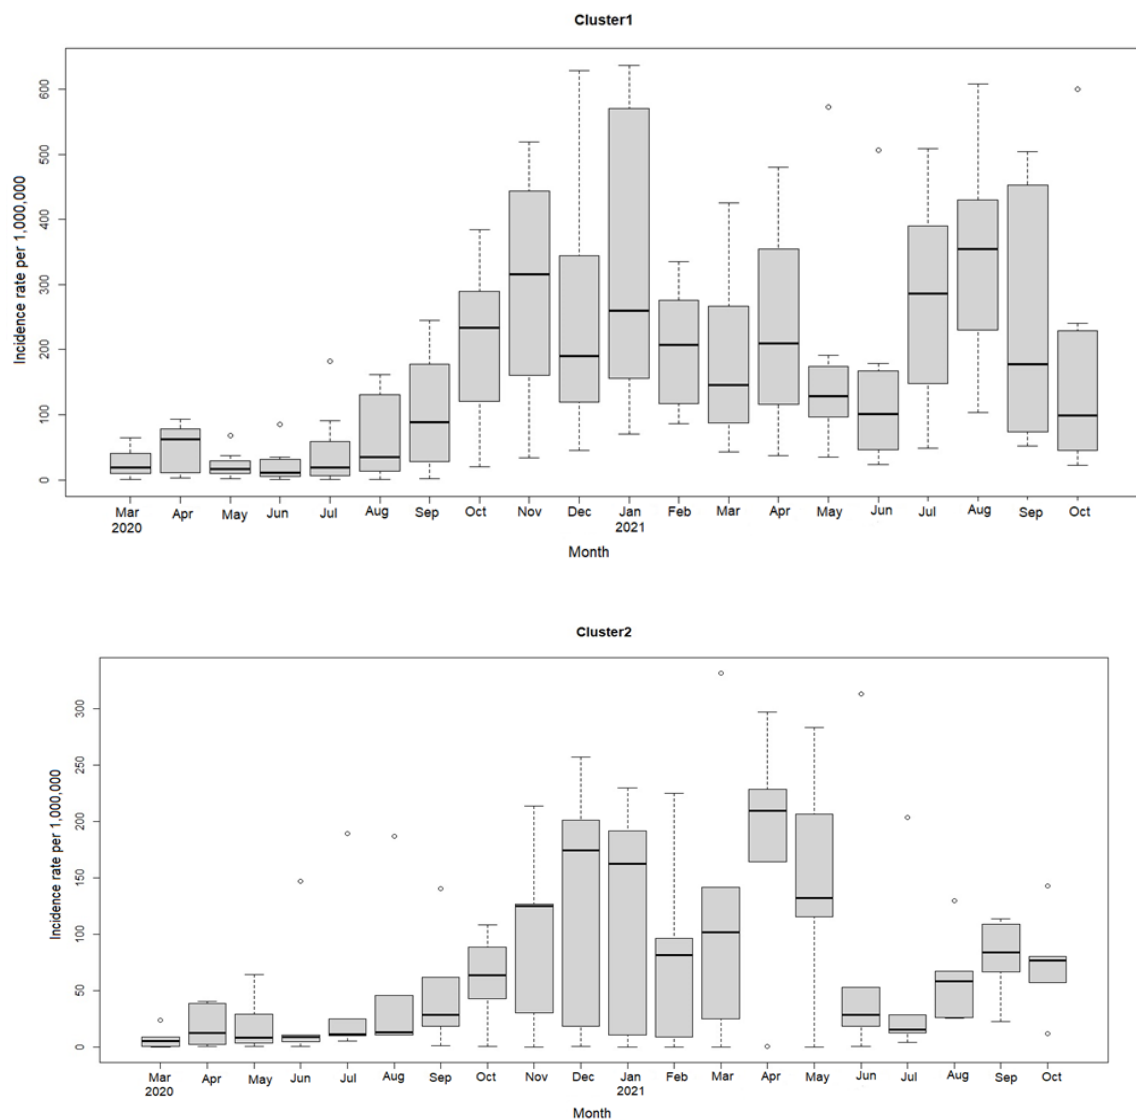 Cluster1
Incidence rate per 1,000,000
600
500
400
300
200
100
0
Mar Apr May Jun Jul Aug Sep Oct Nov Dec Jan Feb Mar Apr May Jun Jul Aug Sep Oct
2020 2021
Month
Cluster2
Incidence rate per 1,000,000
300
250
200
150
100
50
0
Mar Apr May Jun Jul Aug Sep Oct Nov Dec Jan Feb Mar Apr May Jun Jul Aug Sep Oct
2020 2021
Month